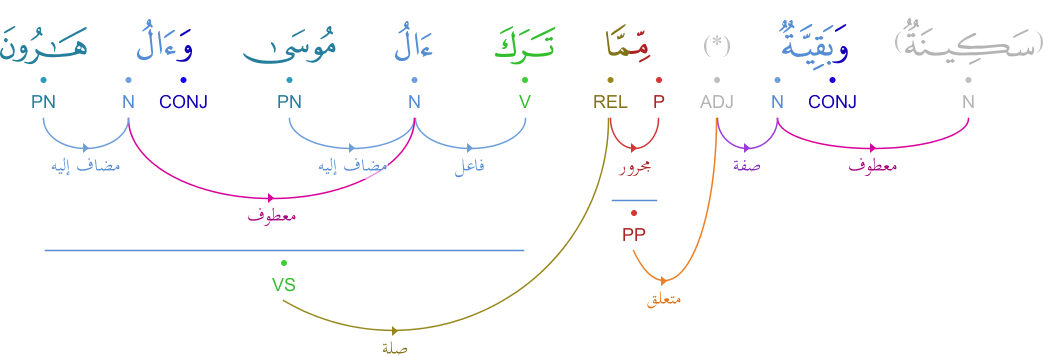 (سَكِينَةٌ) وَبَقِيَّةٌ (*) مِّمَّا تَرَكَ ءَالُ مُوسَىٰ وَءَالُ هَـٰرُونَ
N CONJ N ADJ P REL V N PN CONJ N PN
معطوف صفة مجرور فاعل مضاف إليه مضاف إليه
معطوف
PP
VS
متعلق
صلة